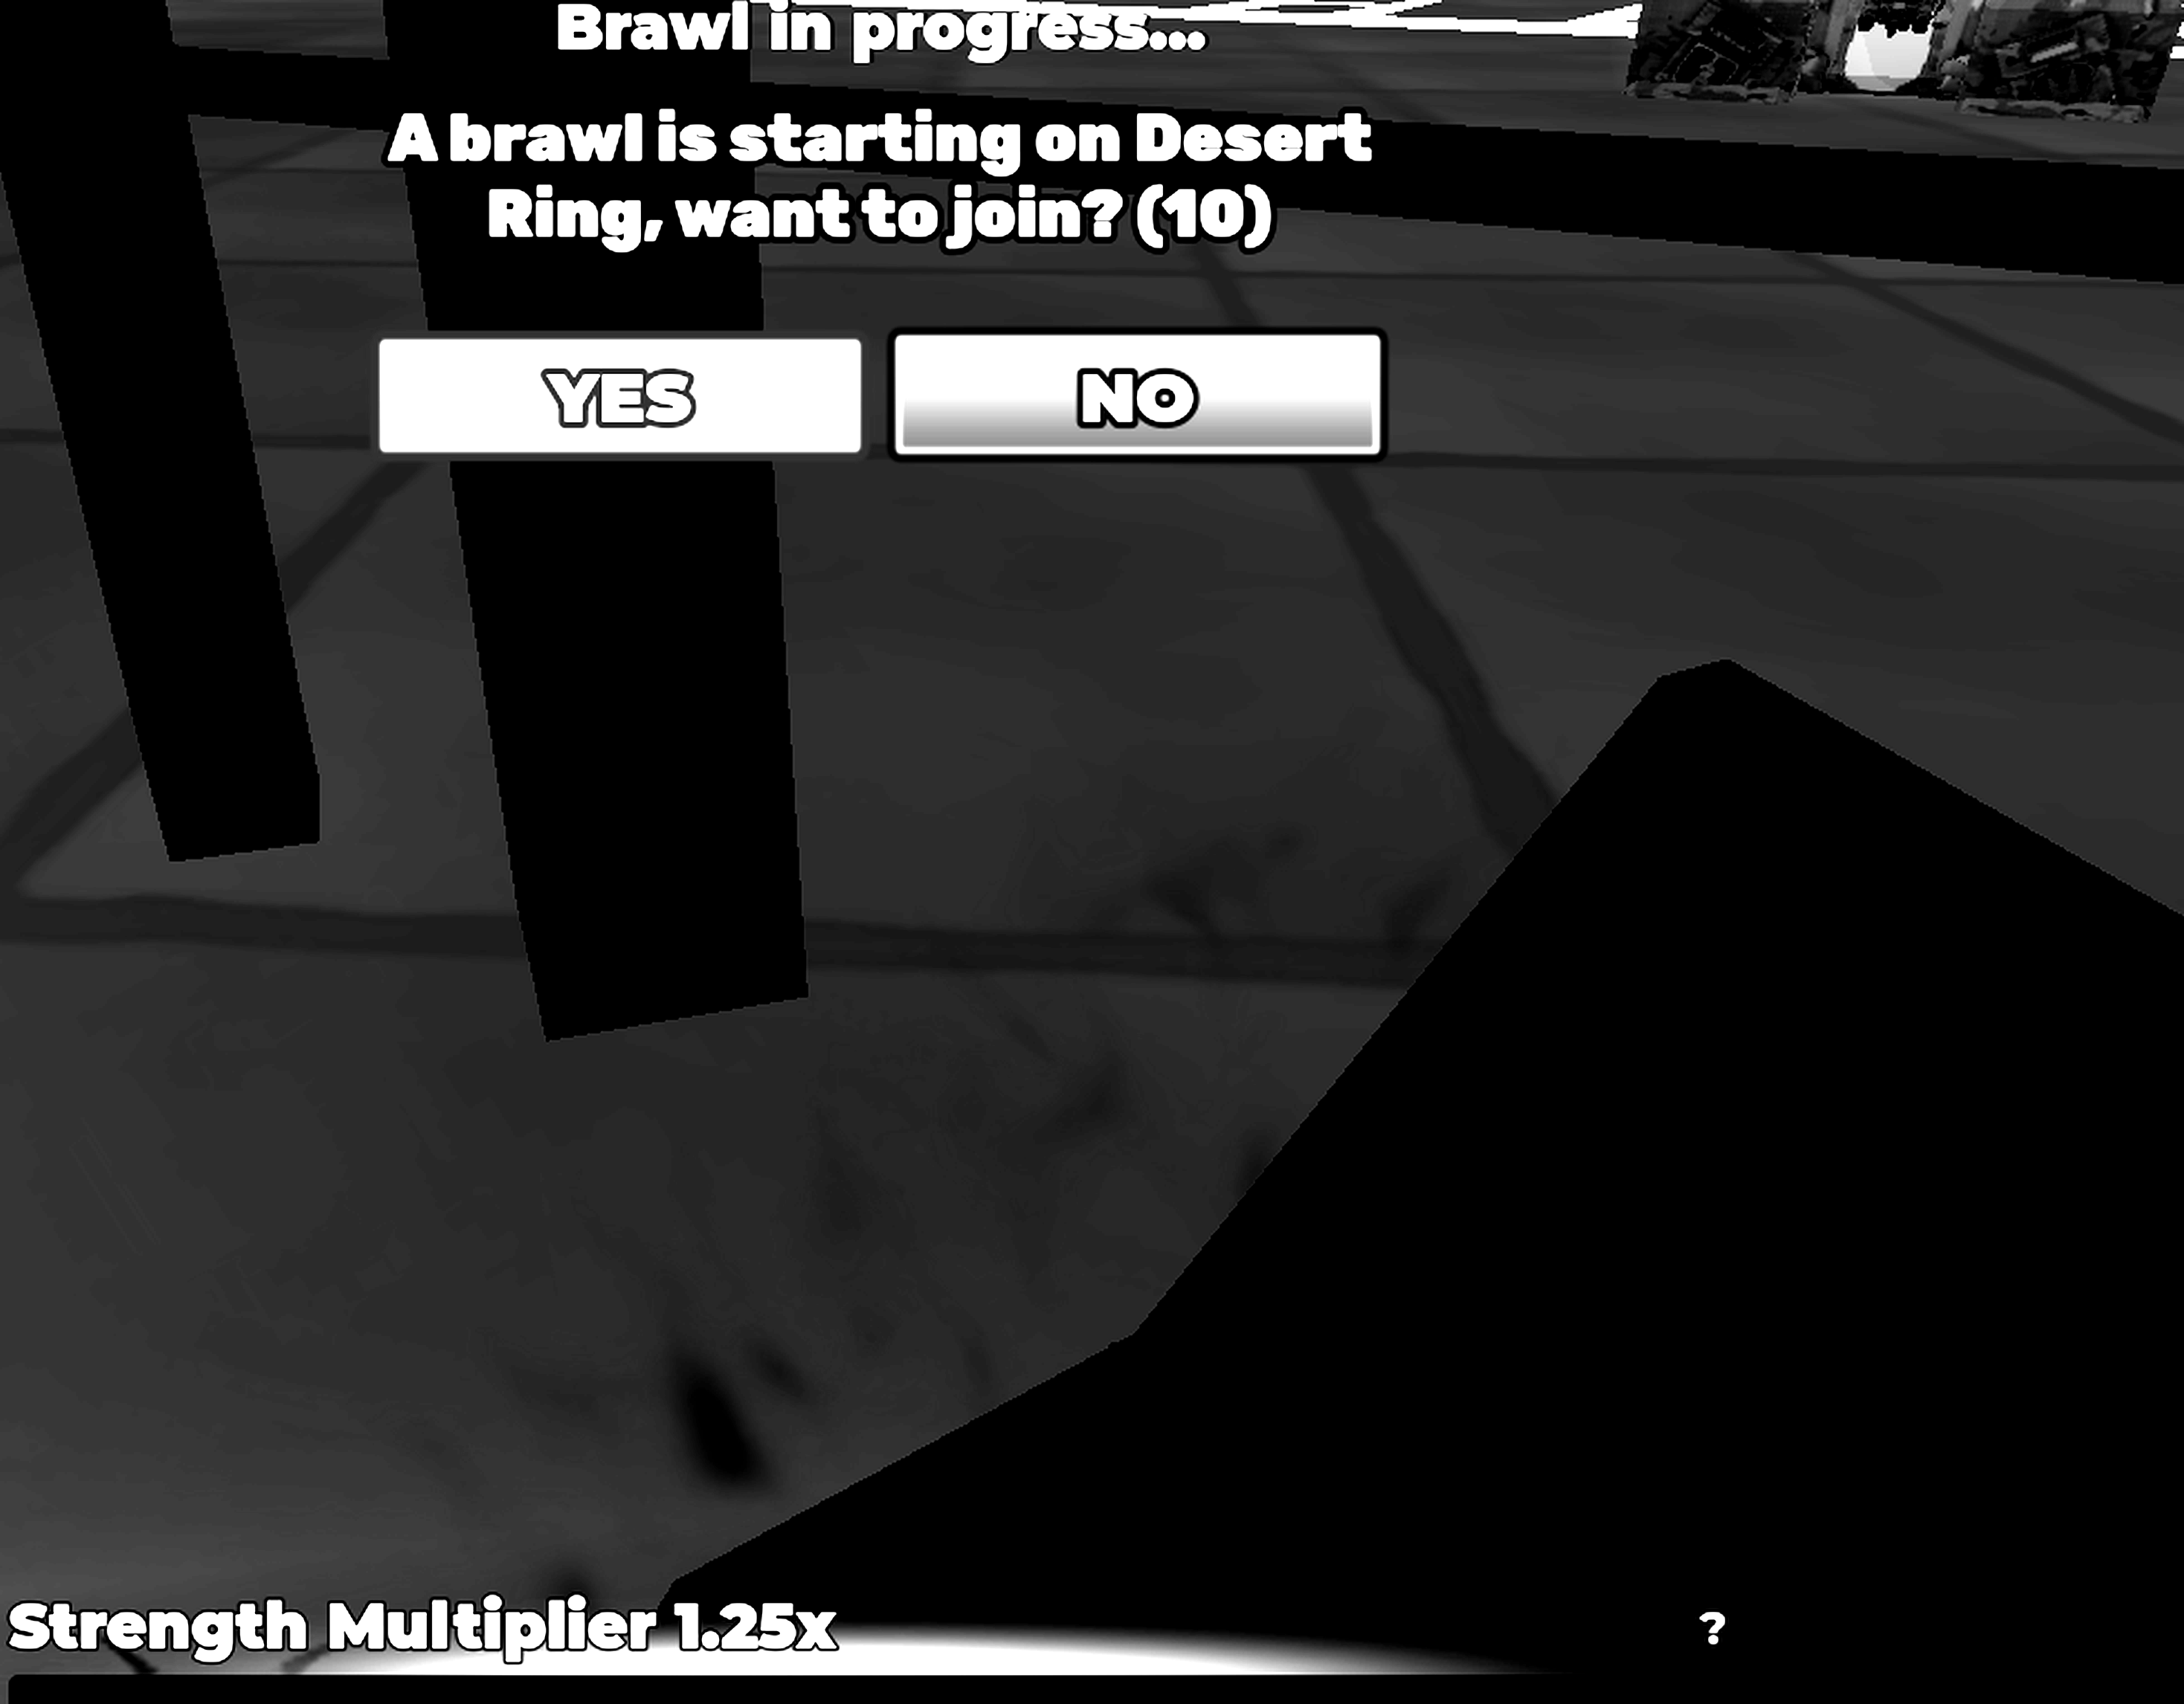 Brawl in progress...
A brawl is starting on Desert
Ring, want to join? (10)
YES
NO
Strength Multiplier 1.25x
?